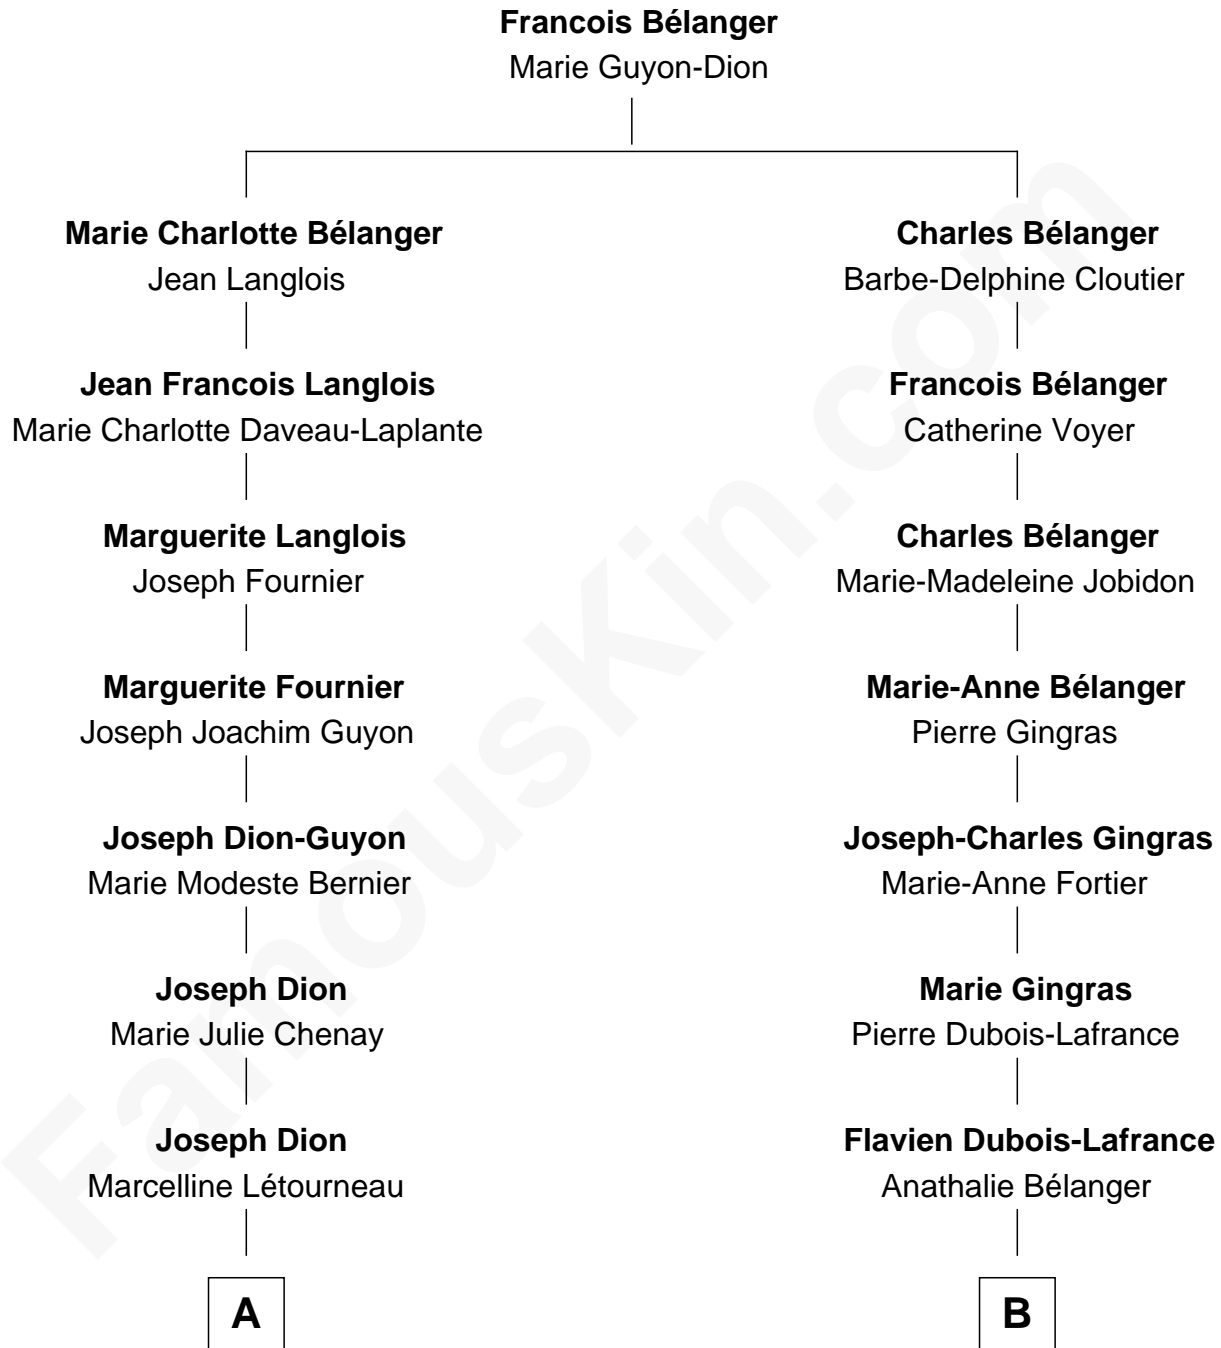 Francois Bélanger
Marie Guyon-Dion
Marie Charlotte Bélanger
Jean Langlois
Charles Bélanger
Barbe-Delphine Cloutier
Jean Francois Langlois
Marie Charlotte Daveau-Laplante
Francois Bélanger
Catherine Voyer
Marguerite Langlois
Joseph Fournier
Charles Bélanger
Marie-Madeleine Jobidon
Marguerite Fournier
Joseph Joachim Guyon
Marie-Anne Bélanger
Pierre Gingras
Joseph Dion-Guyon
Marie Modeste Bernier
Joseph-Charles Gingras
Marie-Anne Fortier
Joseph Dion
Marie Julie Chenay
Marie Gingras
Pierre Dubois-Lafrance
Joseph Dion
Marcelline Létourneau
Flavien Dubois-Lafrance
Anathalie Bélanger
A
B
FamousKin.com